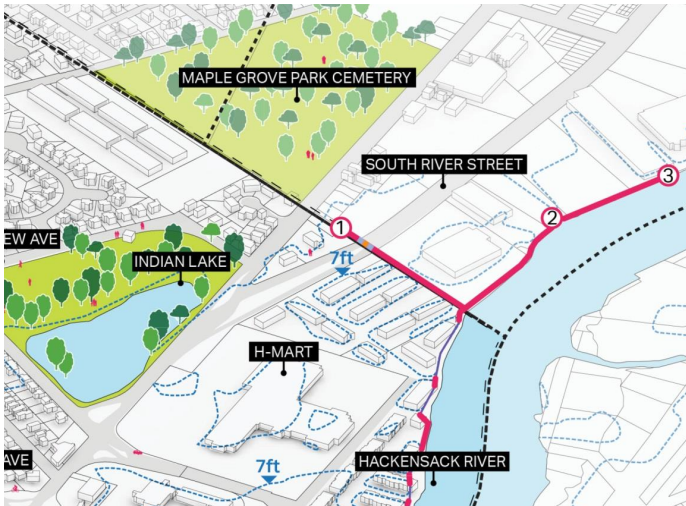 MAPLE GROVE PARK CEMETERY
SOUTH RIVER STREET
3
2
1
EW AVE
INDIAN LAKE
7ft
H-MART
AVE
7ft
HACKENSACK RIVER